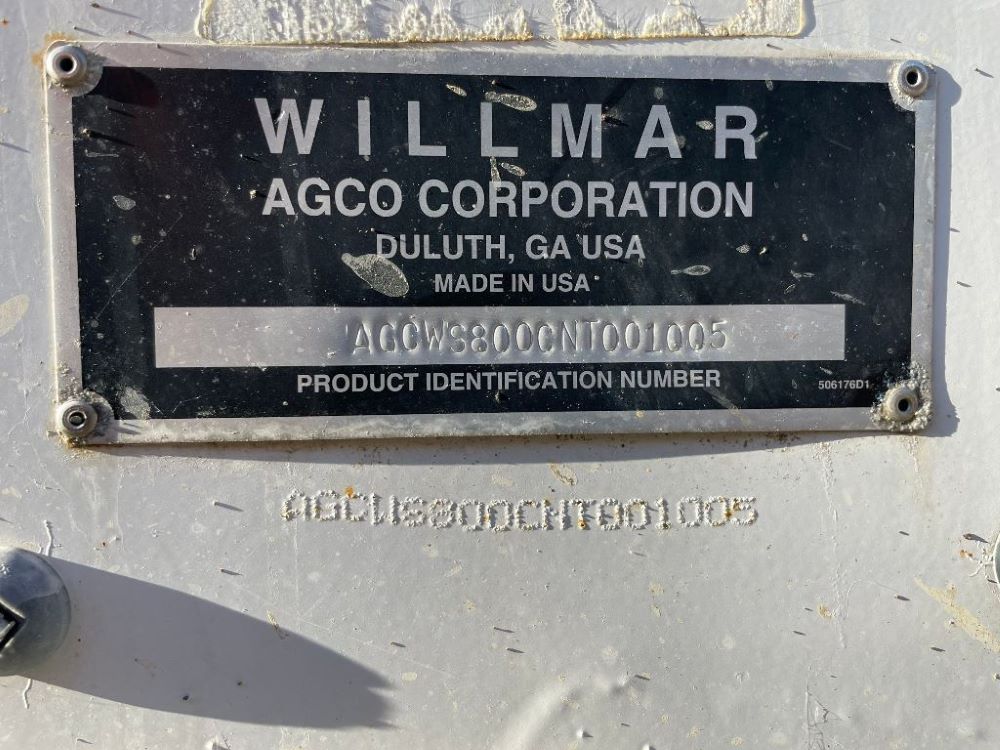 WILLMAR
AGCO CORPORATION
DULUTH, GA USA
MADE IN USA
AGCWS800CNT001005
PRODUCT IDENTIFICATION NUMBER
506176D1
AGCWS800CNT001005